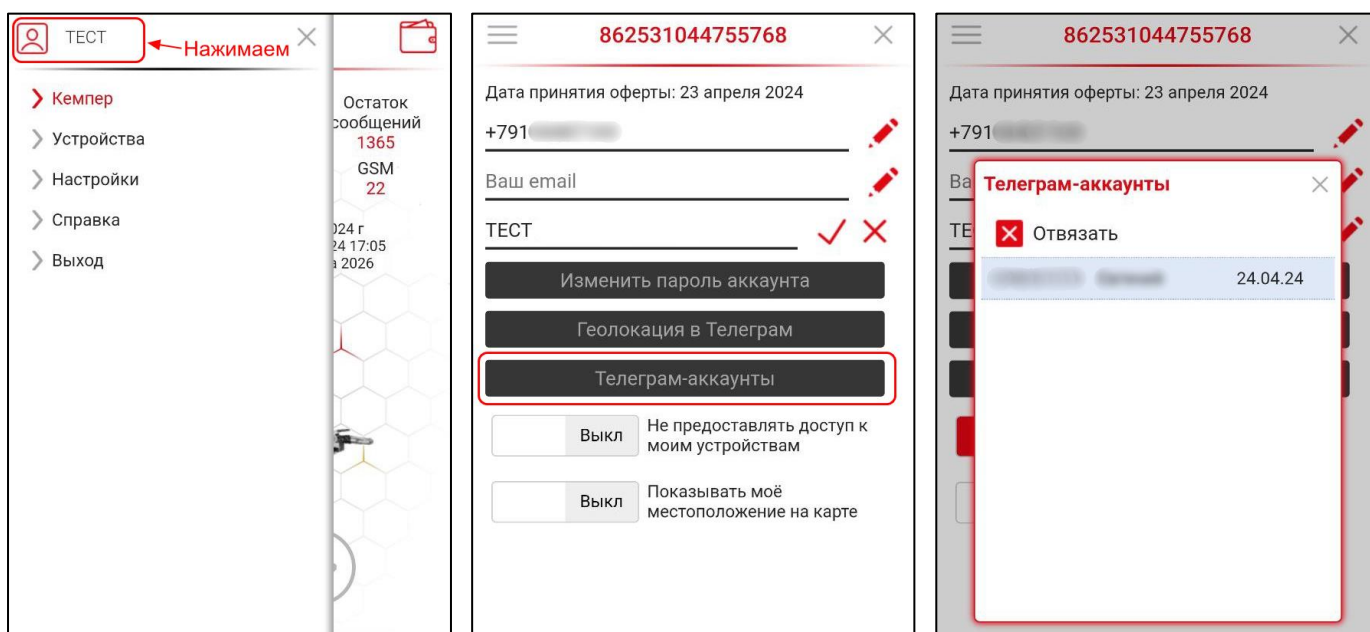 ТЕСТ
Нажимаем
Кемпер
Устройства
Настройки
Справка
Выход
Остаток
сообщений
1365
GSM
22
024 г
24 17:05
а 2026
862531044755768
Дата принятия оферты: 23 апреля 2024
+791
Ваш email
ТЕСТ
Изменить пароль аккаунта
Геолокация в Телеграм
Телеграм-аккаунты
Выкл
Не предоставлять доступ к
моим устройствам
Выкл
Показывать моё
местоположение на карте
862531044755768
Дата принятия оферты: 23 апреля 2024
+791
Ва
Телеграм-аккаунты
ТЕ
Отвязать
24.04.24